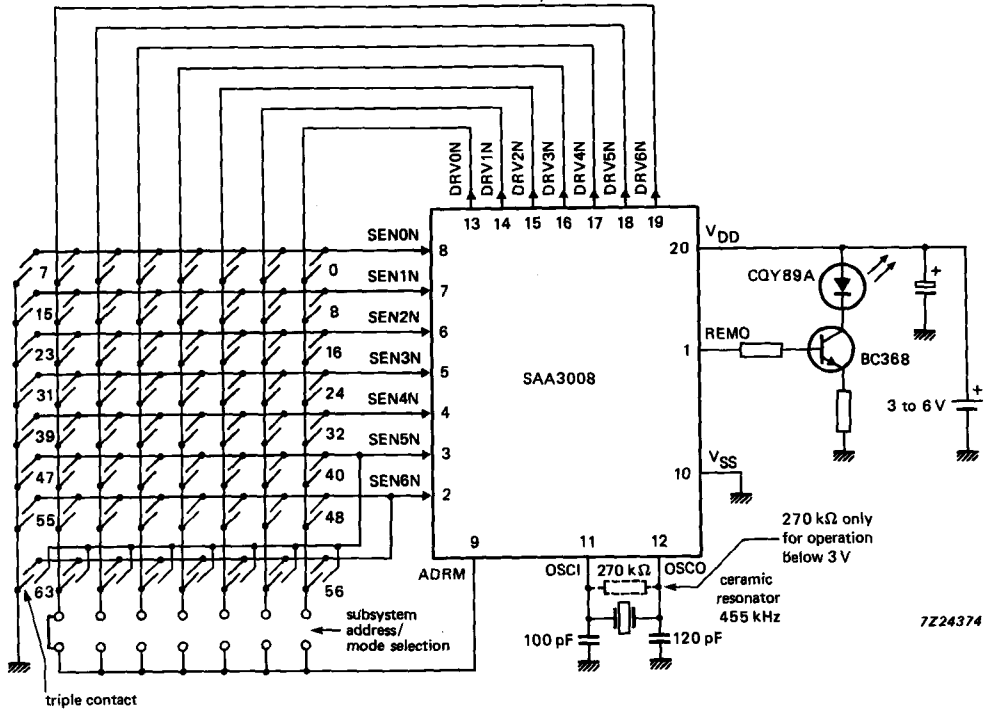 DRV0N
DRV1N
DRV2N
DRV3N
DRV4N
DRV5N
DRV6N
13 14 15 16 17 18 19
SEN0N
8
7
0
SEN1N
7
15
8
SEN2N
6
23
16
SEN3N
5
31
24
SEN4N
4
39
32
SEN5N
3
47
40
SEN6N
2
55
48
63
56
SAA3008
20
VDD
CQY89A
+
REMO
1
BC368
+
3 to 6 V
VSS
10
9
ADRM
11
12
OSCI
270 kΩ
OSCO
270 kΩ only
for operation
below 3 V
ceramic
resonator
455 kHz
100 pF
120 pF
subsystem
address/
mode selection
triple contact
7Z24374